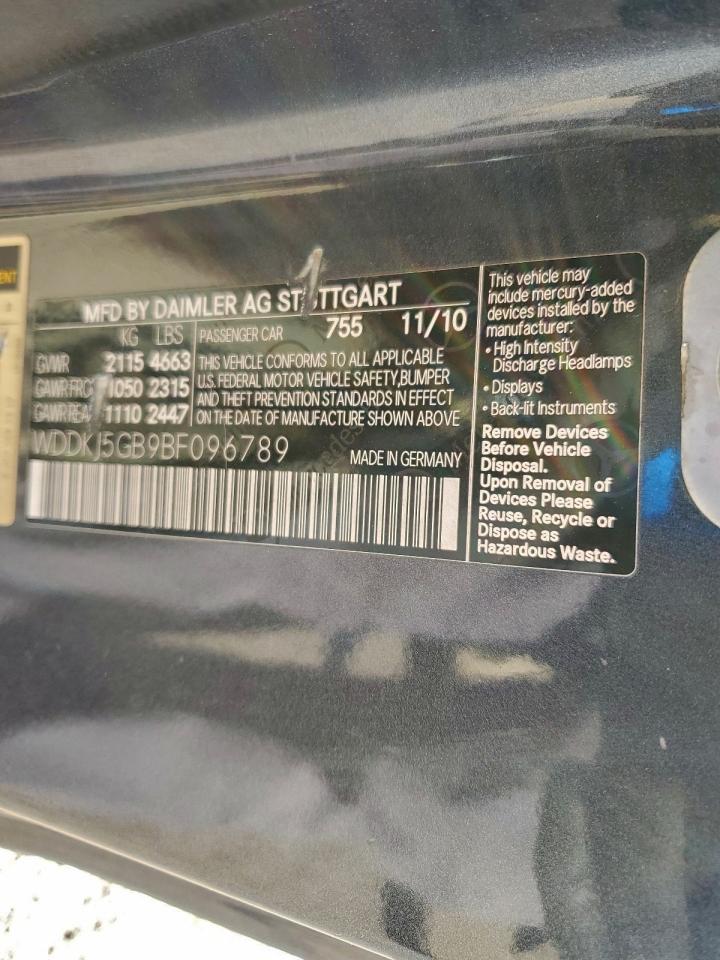 ENT
MFD BY DAIMLER AG STUTTGART
KG LBS PASSENGER CAR 755 11/10
GVWR 2115 4663
GAWR FRO 1050 2315
GAWR REA 1110 2447
THIS VEHICLE CONFORMS TO ALL APPLICABLE
U.S. FEDERAL MOTOR VEHICLE SAFETY,BUMPER
AND THEFT PREVENTION STANDARDS IN EFFECT
ON THE DATE OF MANUFACTURE SHOWN ABOVE
WDDKJ5GB9BF096789
MADE IN GERMANY
This vehicle may
include mercury-added
devices installed by the
manufacturer:
• High Intensity
Discharge Headlamps
• Displays
• Back-lit Instruments
Remove Devices
Before Vehicle
Disposal.
Upon Removal of
Devices Please
Reuse, Recycle or
Dispose as
Hazardous Waste.